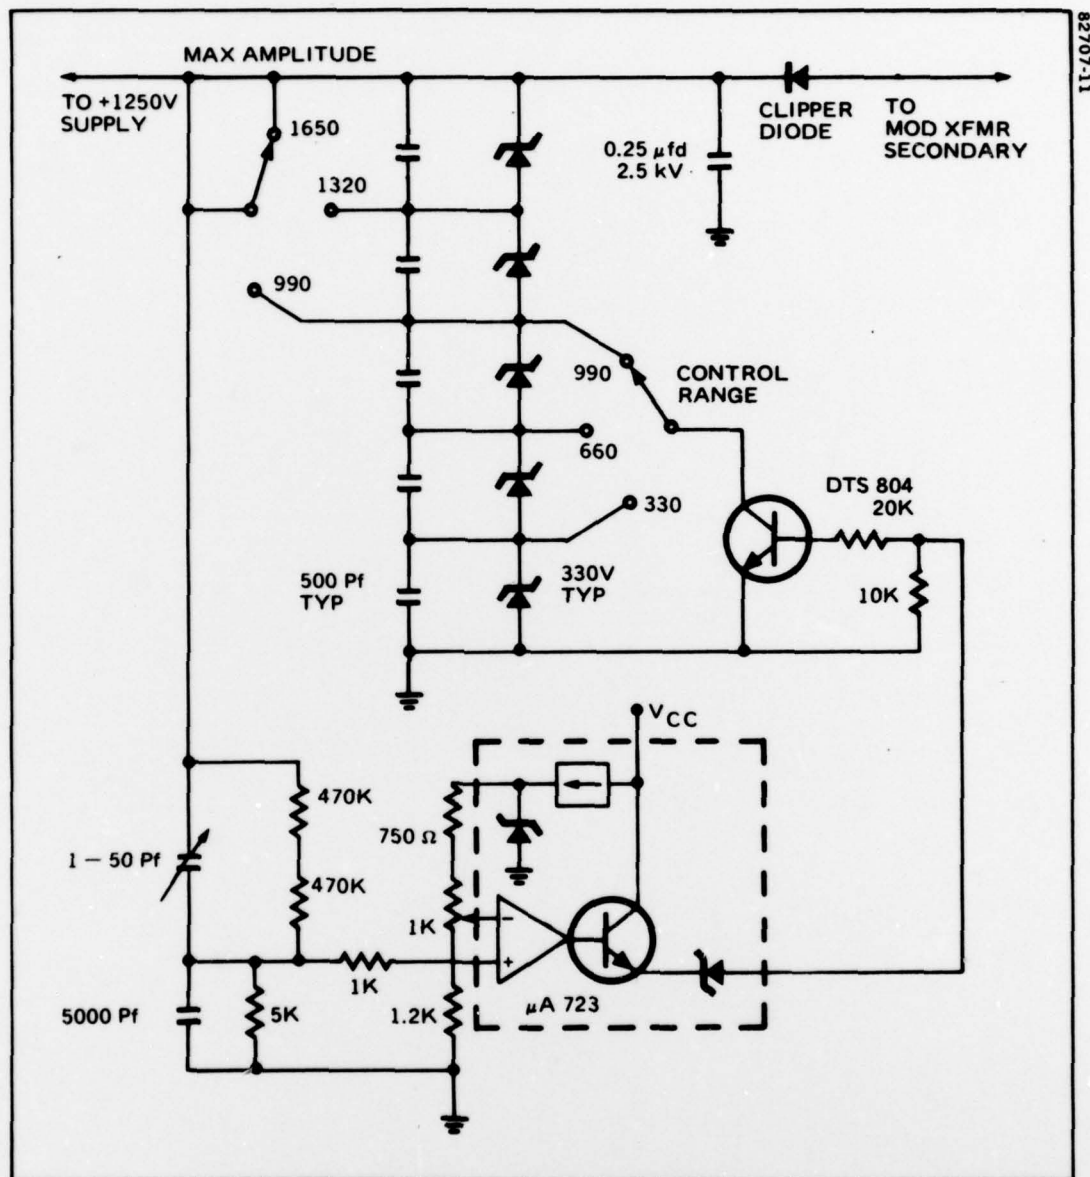 82707-11
MAX AMPLITUDE
TO +1250V
SUPPLY
1650
1320
990
CLIPPER
DIODE
TO
MOD XFMR
SECONDARY
0.25 μfd
2.5 kV
990
CONTROL
RANGE
660
330
DTS 804
20K
10K
500 Pf
TYP
330V
TYP
VCC
470K
750 Ω
1 – 50 Pf
470K
1K
−
+
1K
μA 723
5000 Pf
5K
1.2K